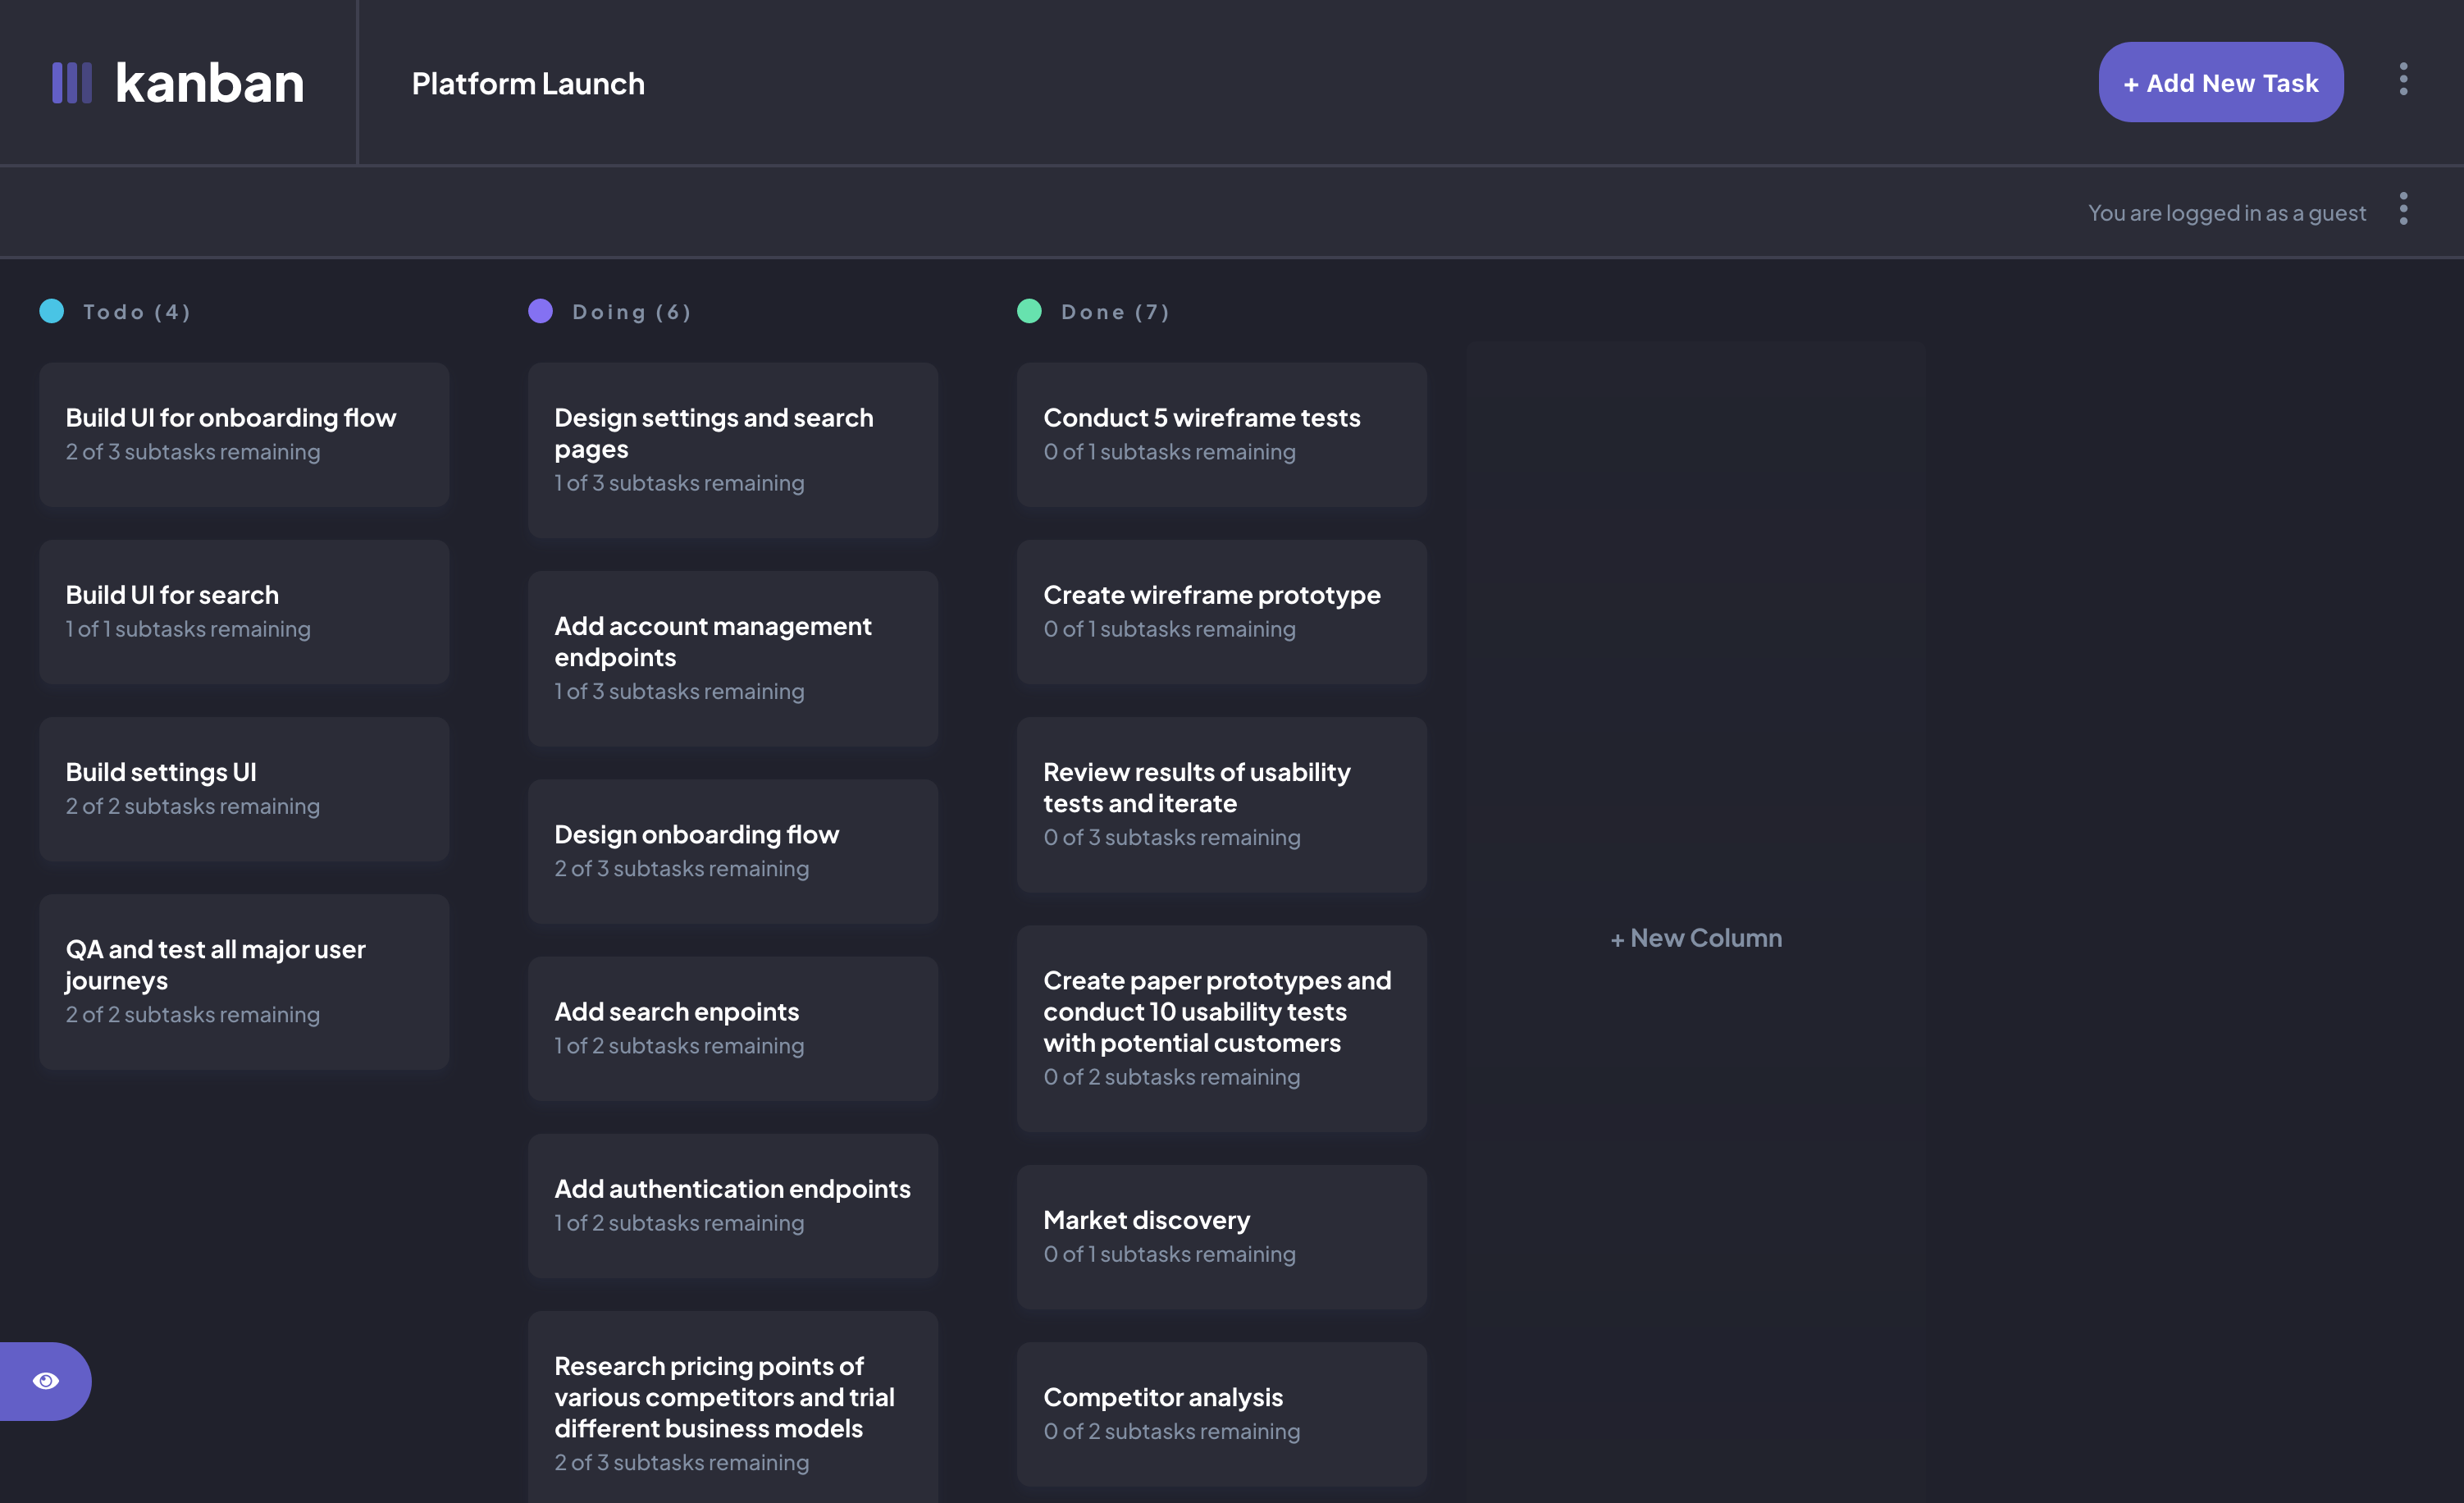 kanban
Platform Launch
+ Add New Task
You are logged in as a guest
Todo (4)
Build UI for onboarding flow
2 of 3 subtasks remaining
Build UI for search
1 of 1 subtasks remaining
Build settings UI
2 of 2 subtasks remaining
QA and test all major user
journeys
2 of 2 subtasks remaining
Doing (6)
Design settings and search
pages
1 of 3 subtasks remaining
Add account management
endpoints
1 of 3 subtasks remaining
Design onboarding flow
2 of 3 subtasks remaining
Add search enpoints
1 of 2 subtasks remaining
Add authentication endpoints
1 of 2 subtasks remaining
Research pricing points of
various competitors and trial
different business models
2 of 3 subtasks remaining
Done (7)
Conduct 5 wireframe tests
0 of 1 subtasks remaining
Create wireframe prototype
0 of 1 subtasks remaining
Review results of usability
tests and iterate
0 of 3 subtasks remaining
Create paper prototypes and
conduct 10 usability tests
with potential customers
0 of 2 subtasks remaining
Market discovery
0 of 1 subtasks remaining
Competitor analysis
0 of 2 subtasks remaining
+ New Column